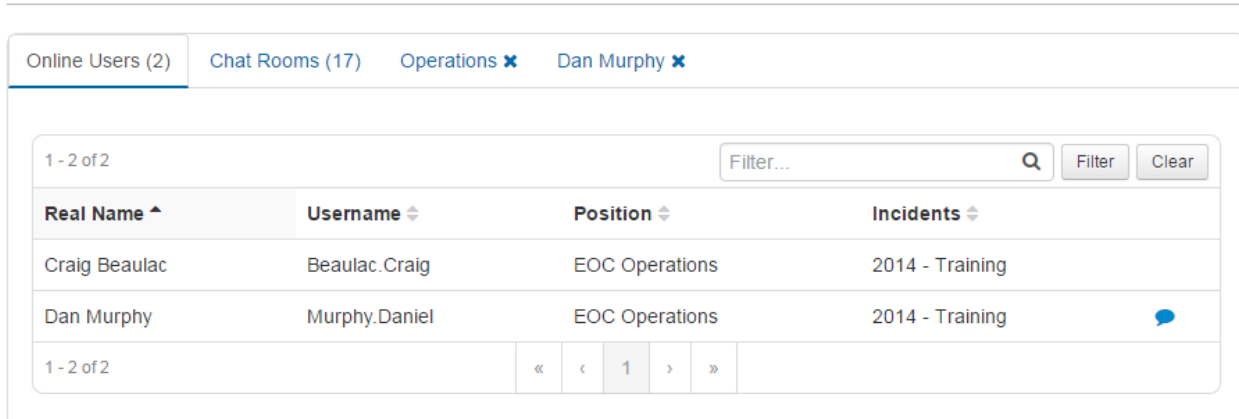 Online Users (2) Chat Rooms (17) Operations ✖ Dan Murphy ✖
1 - 2 of 2 Filter... Filter Clear
Real Name Username Position Incidents
Craig Beaulac Beaulac.Craig EOC Operations 2014 - Training
Dan Murphy Murphy.Daniel EOC Operations 2014 - Training
1 - 2 of 2 « ‹ 1 › »